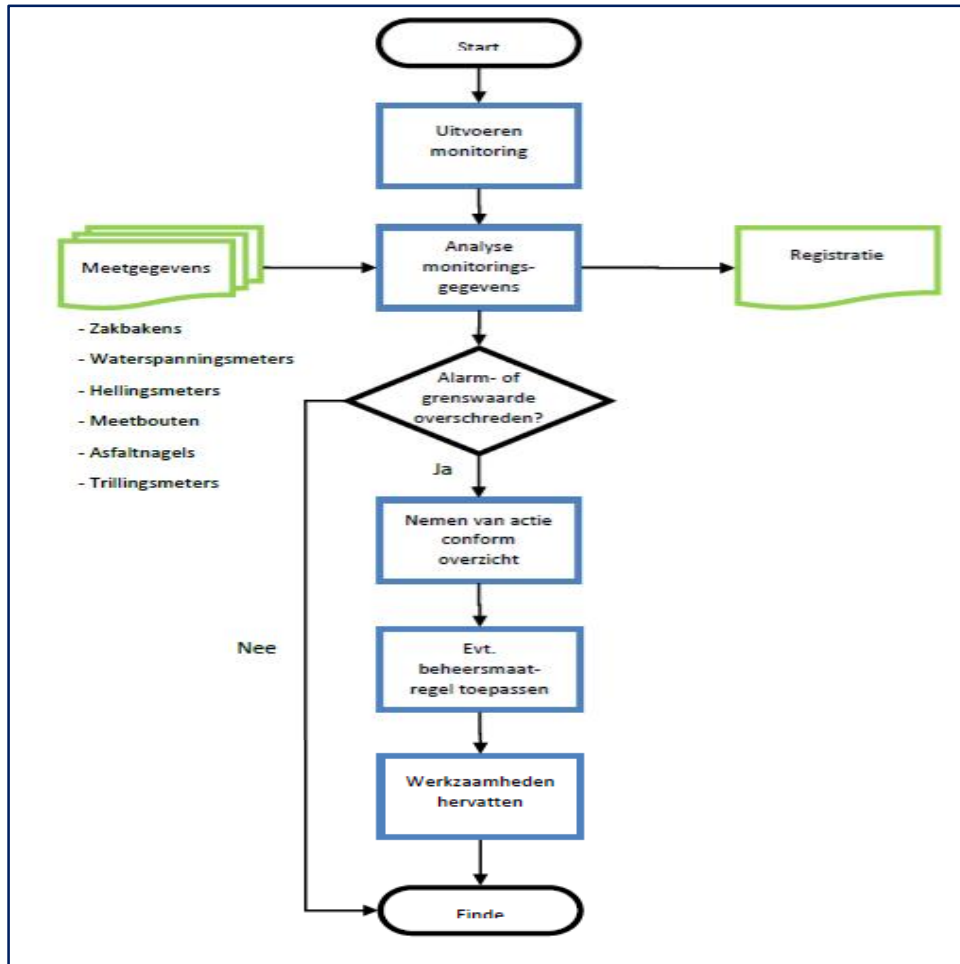 Start
Uitvoeren
monitoring
Meetgegevens
Analyse
monitorings-
gegevens
Registratie
- Zakbakens
- Waterspanningsmeters
- Hellingsmeters
- Meetbouten
- Asfaltnagels
- Trillingsmeters
Alarm- of
grenswaarde
overschreden?
Ja
Nemen van actie
conform
overzicht
Nee
Evt.
beheersmaat-
regel toepassen
Werkzaamheden
hervatten
Einde